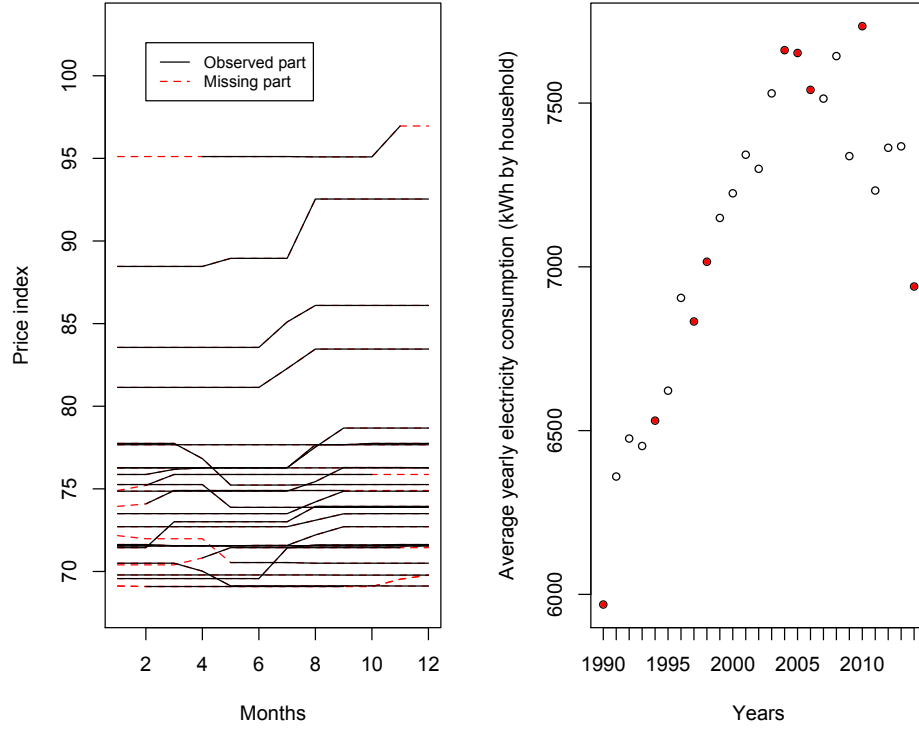 Price index
100
95
90
85
80
75
70
Observed part
Missing part
2 4 6 8 10 12
Months
Average yearly electricity consumption (kWh by household)
7500
7000
6500
6000
1990 1995 2000 2005 2010
Years